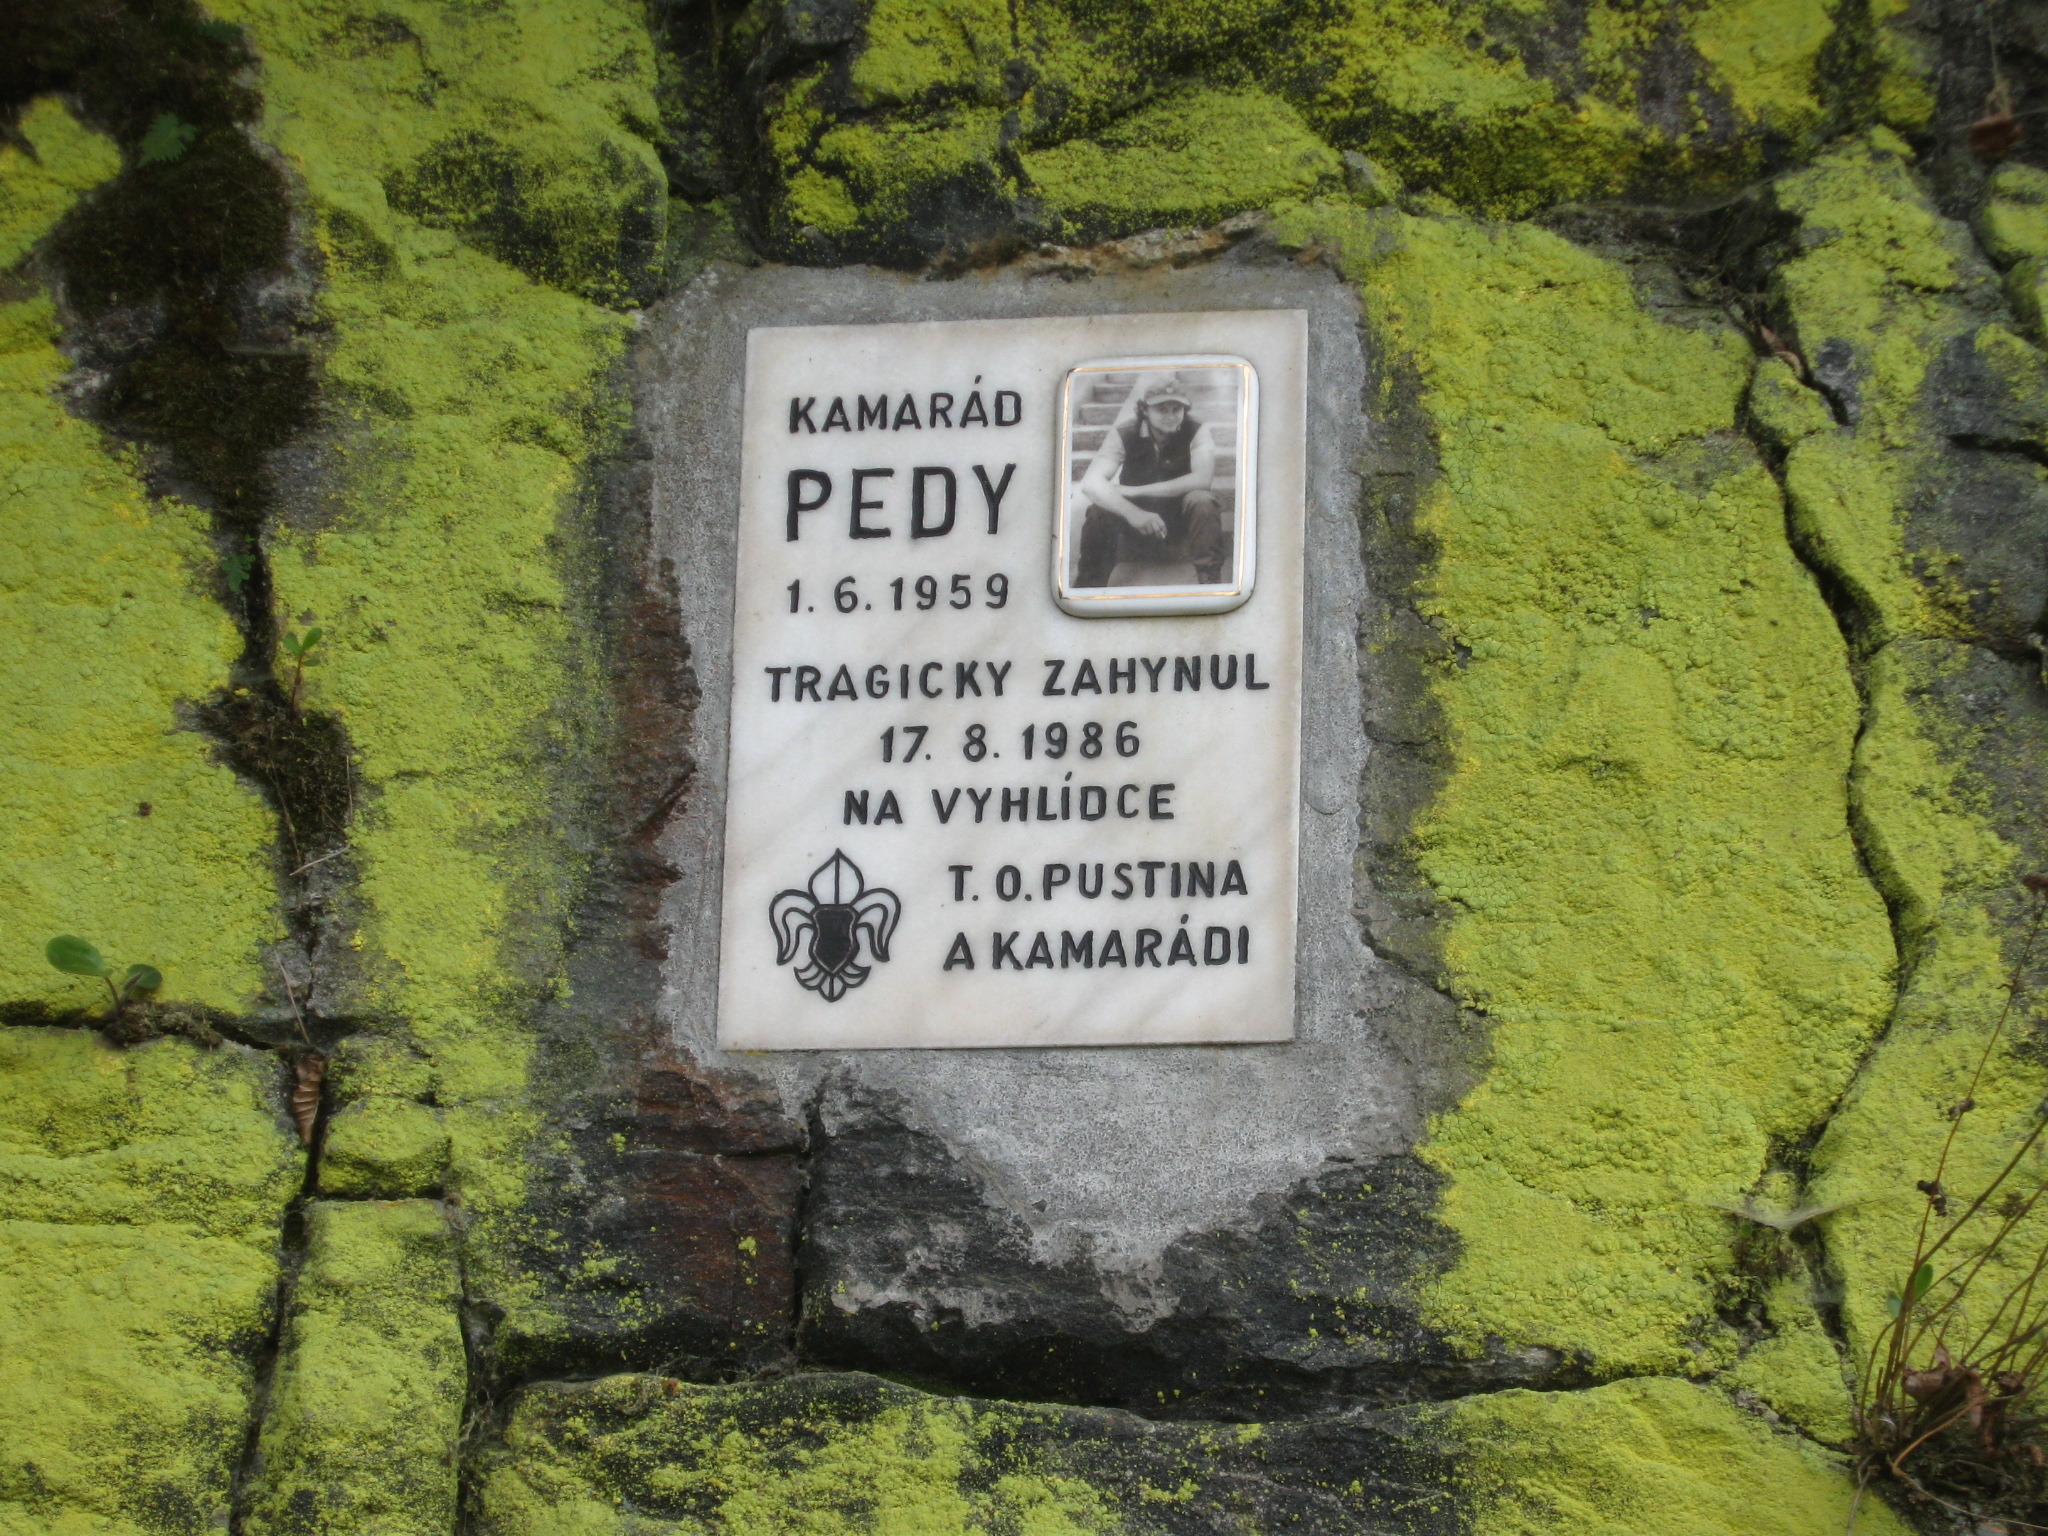 KAMARÁD
PEDY
1. 6. 1959
TRAGICKY ZAHYNUL
17. 8. 1986
NA VYHLÍDCE
T. O. PUSTINA
A KAMARÁDI